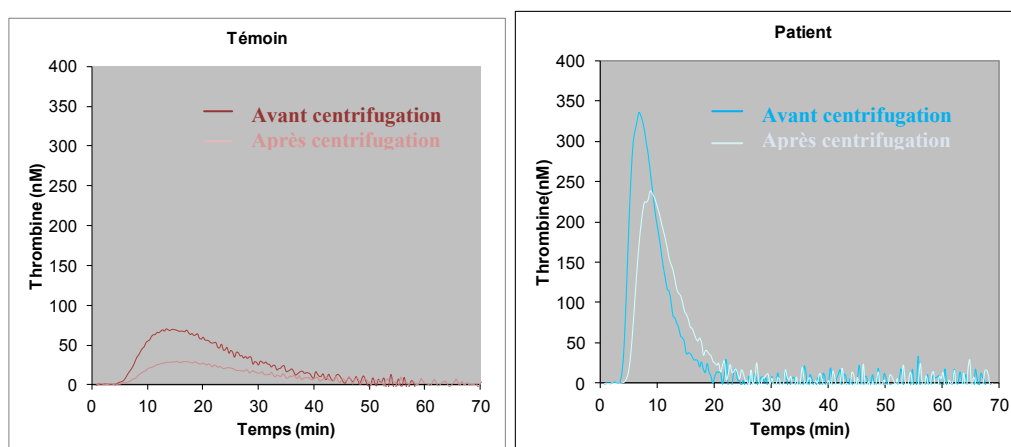 Témoin
400
350
300
250
200
150
100
50
0
Thrombine (nM)
Avant centrifugation
Après centrifugation
0 10 20 30 40 50 60 70
Temps (min)
Patient
400
350
300
250
200
150
100
50
0
Thrombine(nM)
Avant centrifugation
Après centrifugation
0 10 20 30 40 50 60 70
Temps (min)